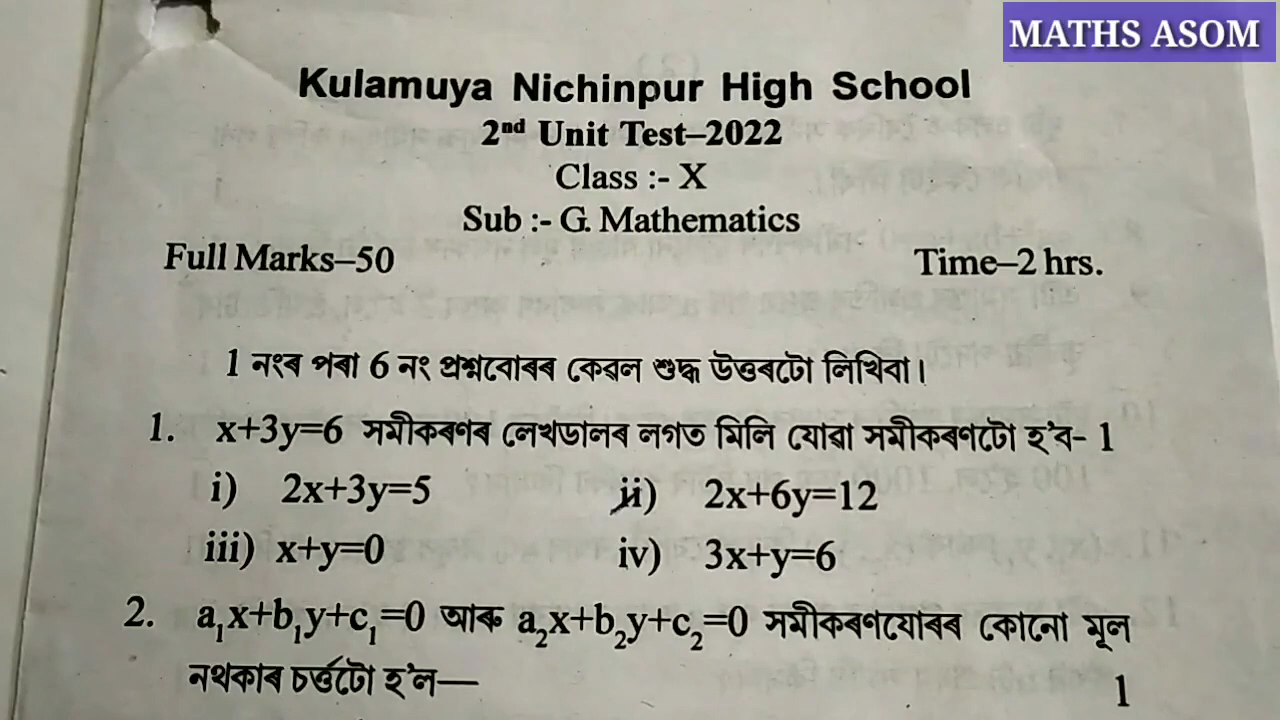 MATHS ASOM
Kulamuya Nichinpur High School
2nd Unit Test–2022
Class :- X
Sub :- G. Mathematics
Full Marks–50 Time–2 hrs.
1 নংৰ পৰা 6 নং প্ৰশ্নবোৰৰ কেৱল শুদ্ধ উত্তৰটো লিখিবা।
1. x+3y=6 সমীকৰণৰ লেখডালৰ লগত মিলি যোৱা সমীকৰণটো হ'ব- 1
i) 2x+3y=5 ii) 2x+6y=12
iii) x+y=0 iv) 3x+y=6
2. a₁x+b₁y+c₁=0 আৰু a₂x+b₂y+c₂=0 সমীকৰণযোৰৰ কোনো মূল
নথকাৰ চৰ্ত্তটো হ'ল— 1